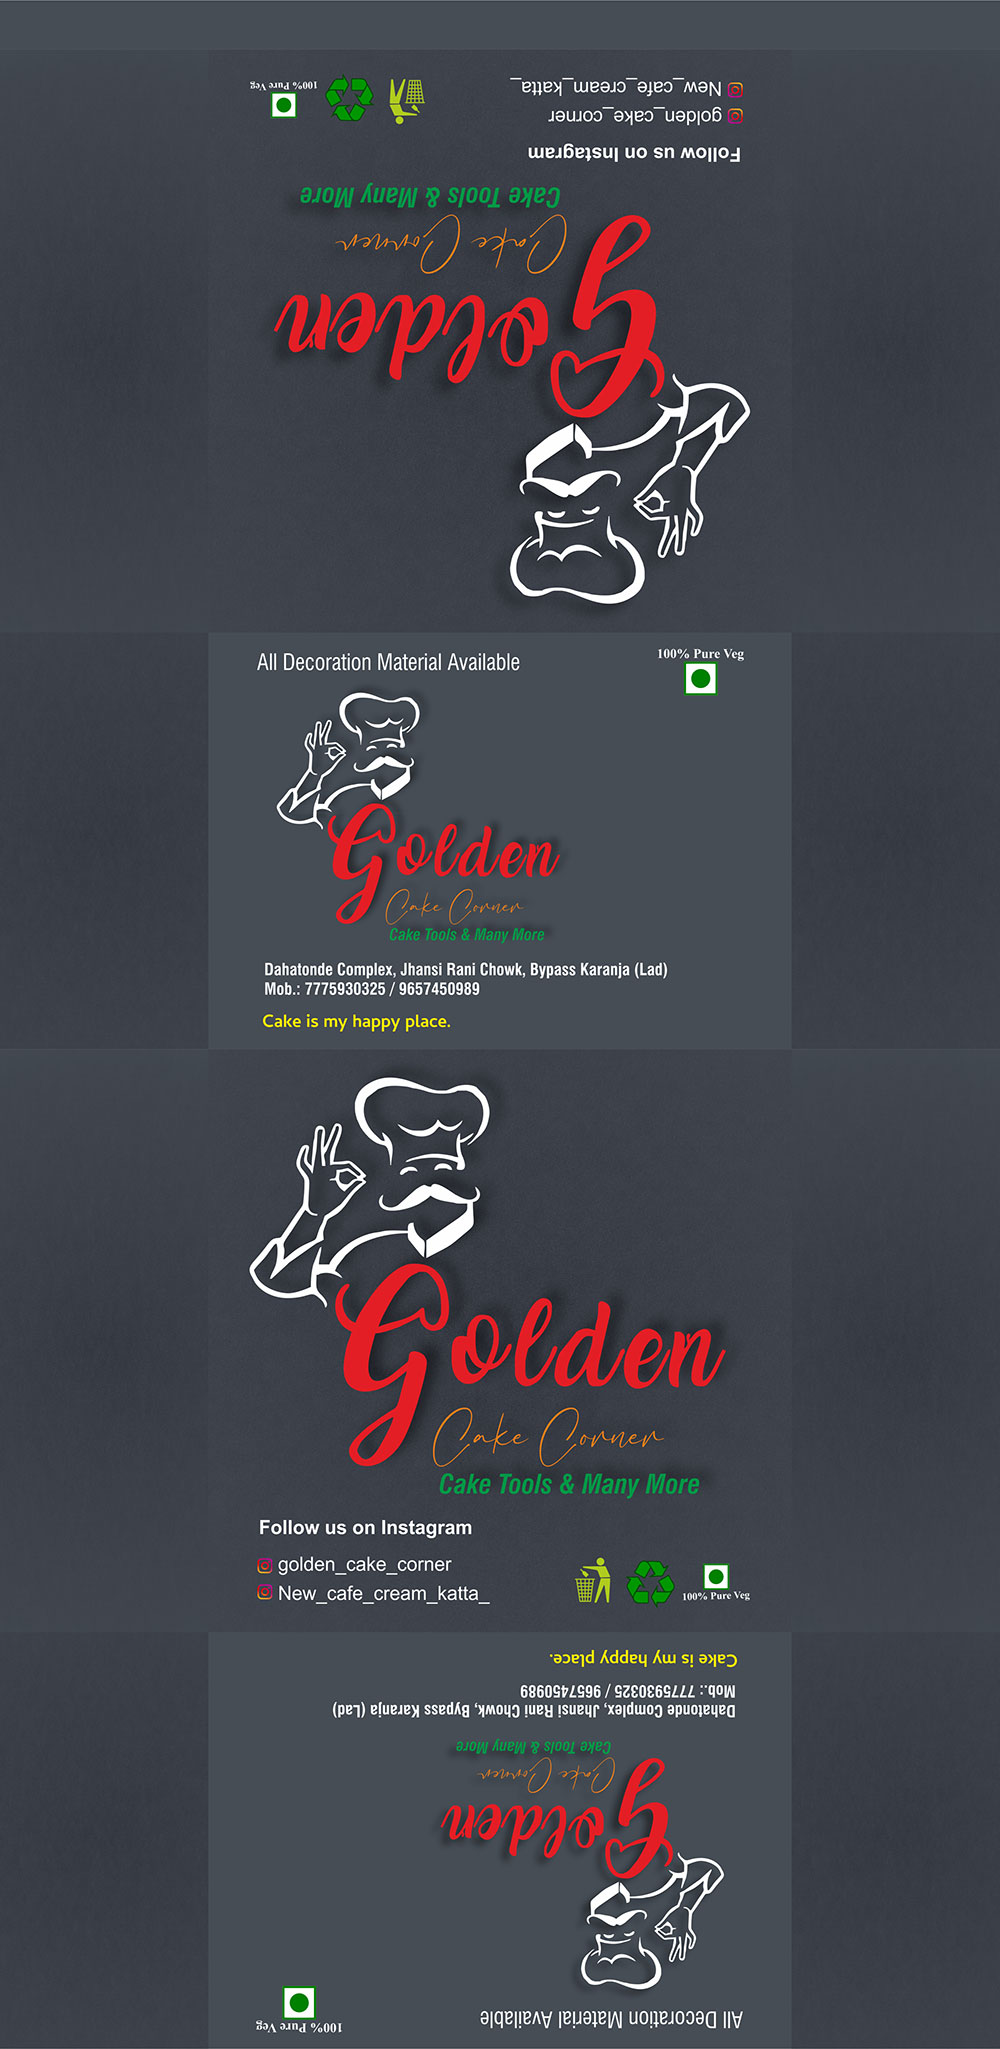 New_cafe_cream_katta_
golden_cake_corner
Follow us on Instagram
100% Pure Veg
Cake Tools & Many More
Cake Corner
Golden
All Decoration Material Available
100% Pure Veg
Golden
Cake Corner
Cake Tools & Many More
Dahatonde Complex, Jhansi Rani Chowk, Bypass Karanja (Lad)
Mob.: 7775930325 / 9657450989
Cake is my happy place.
Golden
Cake Corner
Cake Tools & Many More
Follow us on Instagram
golden_cake_corner
New_cafe_cream_katta_
100% Pure Veg
Cake is my happy place.
Mob.: 7775930325 / 9657450989
Dahatonde Complex, Jhansi Rani Chowk, Bypass Karanja (Lad)
Cake Tools & Many More
Cake Corner
Golden
100% Pure Veg
All Decoration Material Available